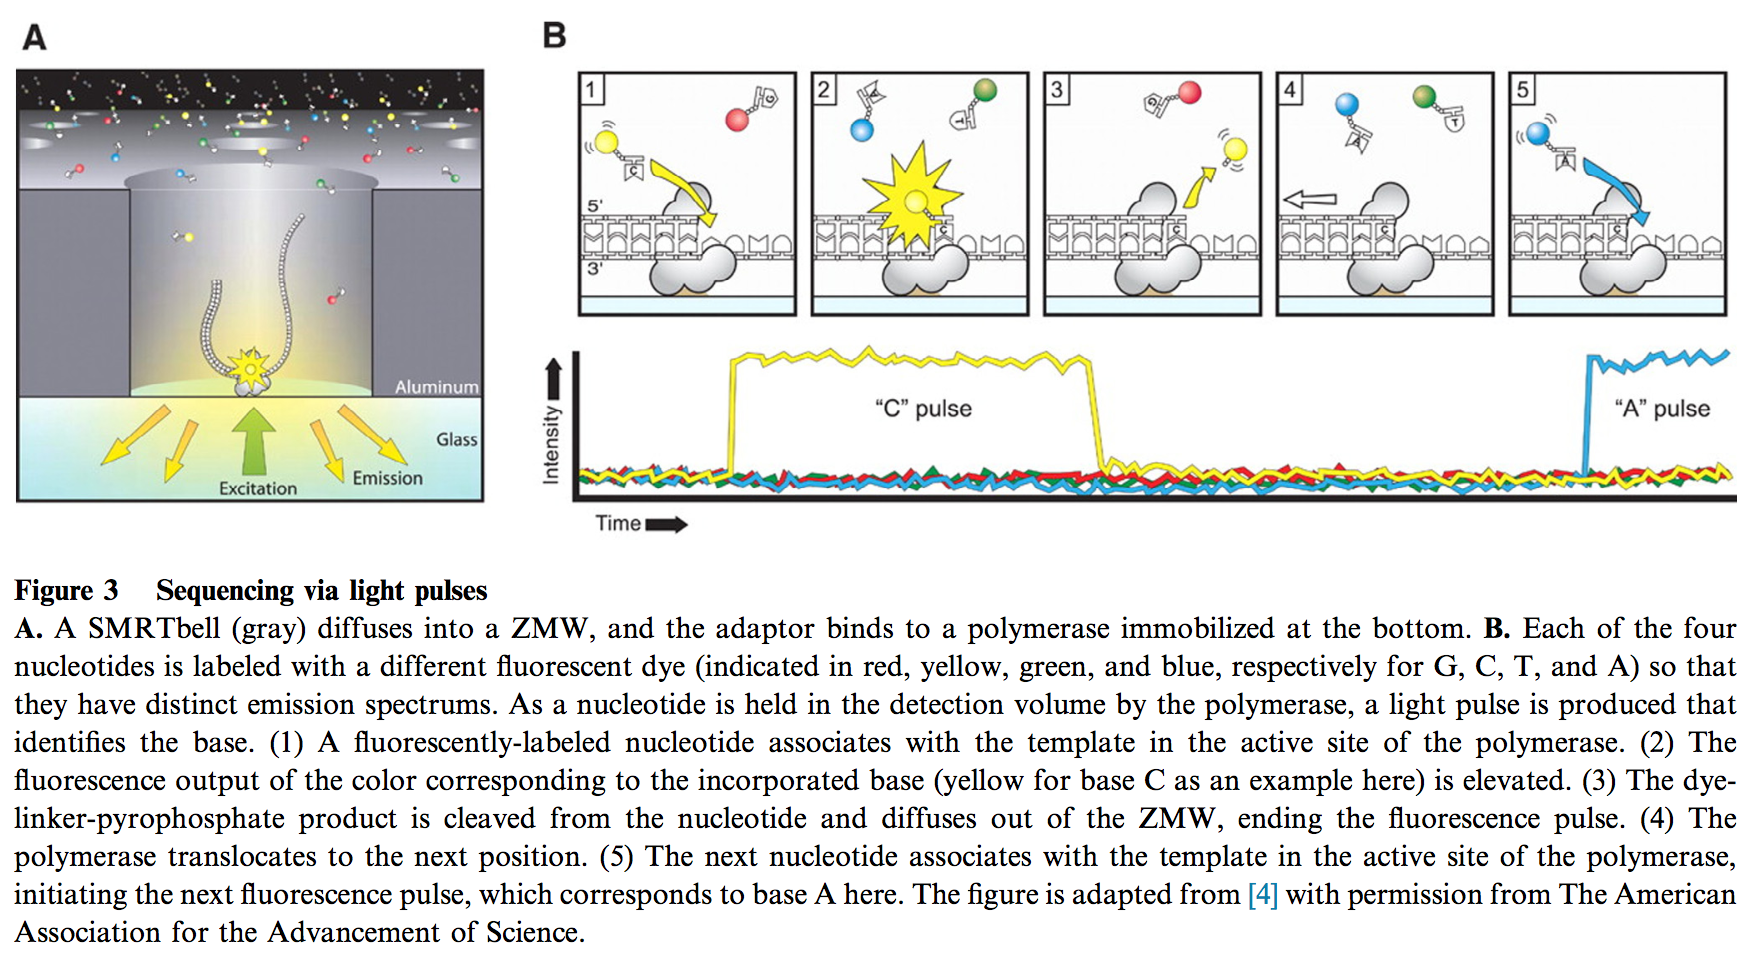 A
B
1
2
3
4
5
G
C
A
T
C
G
C
A
T
C
A
C
5'
3'
Aluminum
Glass
Emission
Excitation
Intensity
"C" pulse
"A" pulse
Time
Figure 3 Sequencing via light pulses
A. A SMRTbell (gray) diffuses into a ZMW, and the adaptor binds to a polymerase immobilized at the bottom. B. Each of the four
nucleotides is labeled with a different fluorescent dye (indicated in red, yellow, green, and blue, respectively for G, C, T, and A) so that
they have distinct emission spectrums. As a nucleotide is held in the detection volume by the polymerase, a light pulse is produced that
identifies the base. (1) A fluorescently-labeled nucleotide associates with the template in the active site of the polymerase. (2) The
fluorescence output of the color corresponding to the incorporated base (yellow for base C as an example here) is elevated. (3) The dye-
linker-pyrophosphate product is cleaved from the nucleotide and diffuses out of the ZMW, ending the fluorescence pulse. (4) The
polymerase translocates to the next position. (5) The next nucleotide associates with the template in the active site of the polymerase,
initiating the next fluorescence pulse, which corresponds to base A here. The figure is adapted from [4] with permission from The American
Association for the Advancement of Science.